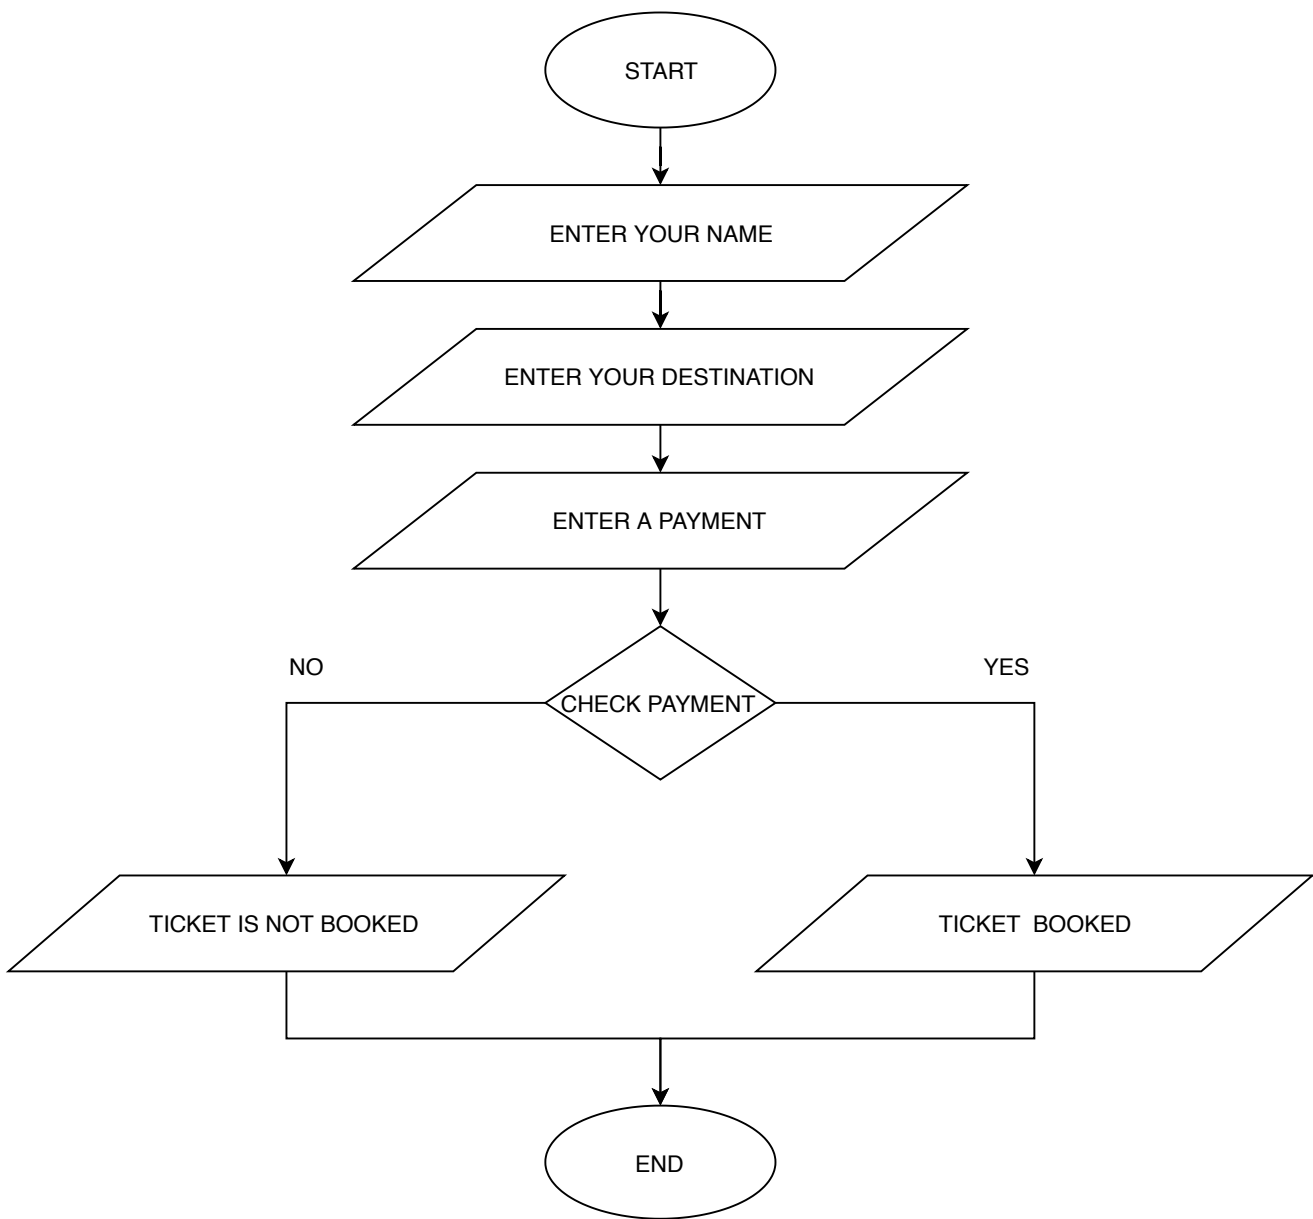 START
ENTER YOUR NAME
ENTER YOUR DESTINATION
ENTER A PAYMENT
NO
YES
CHECK PAYMENT
TICKET IS NOT BOOKED
TICKET  BOOKED
END